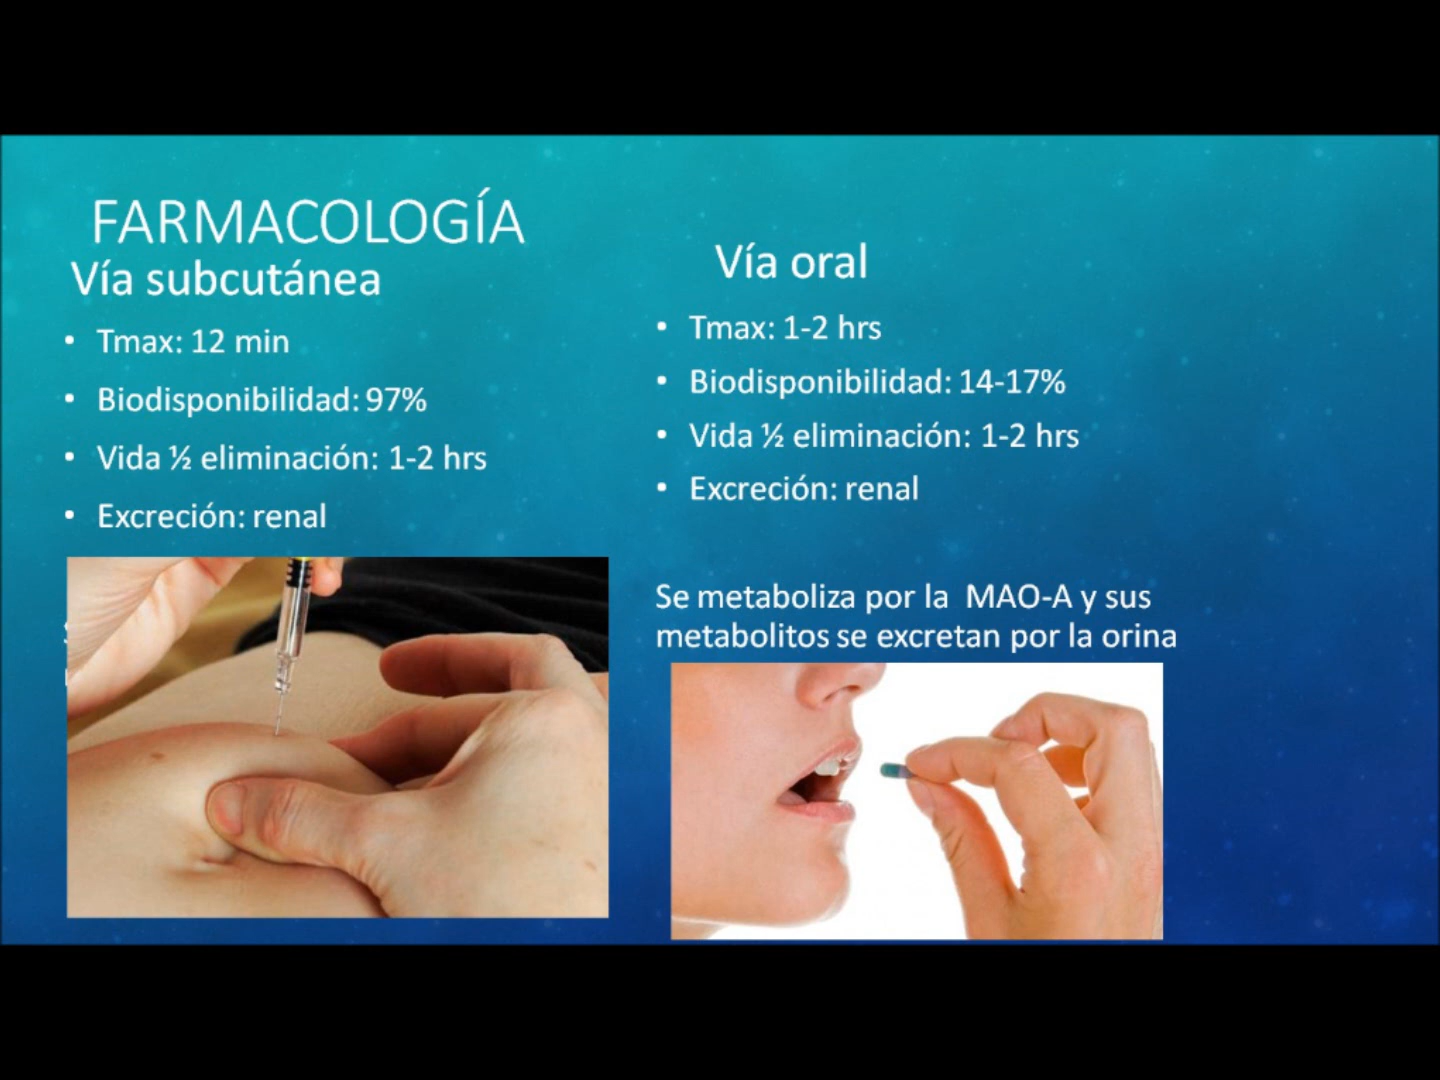 FARMACOLOGÍA
Vía subcutánea
• Tmax: 12 min
• Biodisponibilidad: 97%
• Vida ½ eliminación: 1-2 hrs
• Excreción: renal
Vía oral
• Tmax: 1-2 hrs
• Biodisponibilidad: 14-17%
• Vida ½ eliminación: 1-2 hrs
• Excreción: renal
Se metaboliza por la MAO-A y sus
metabolitos se excretan por la orina